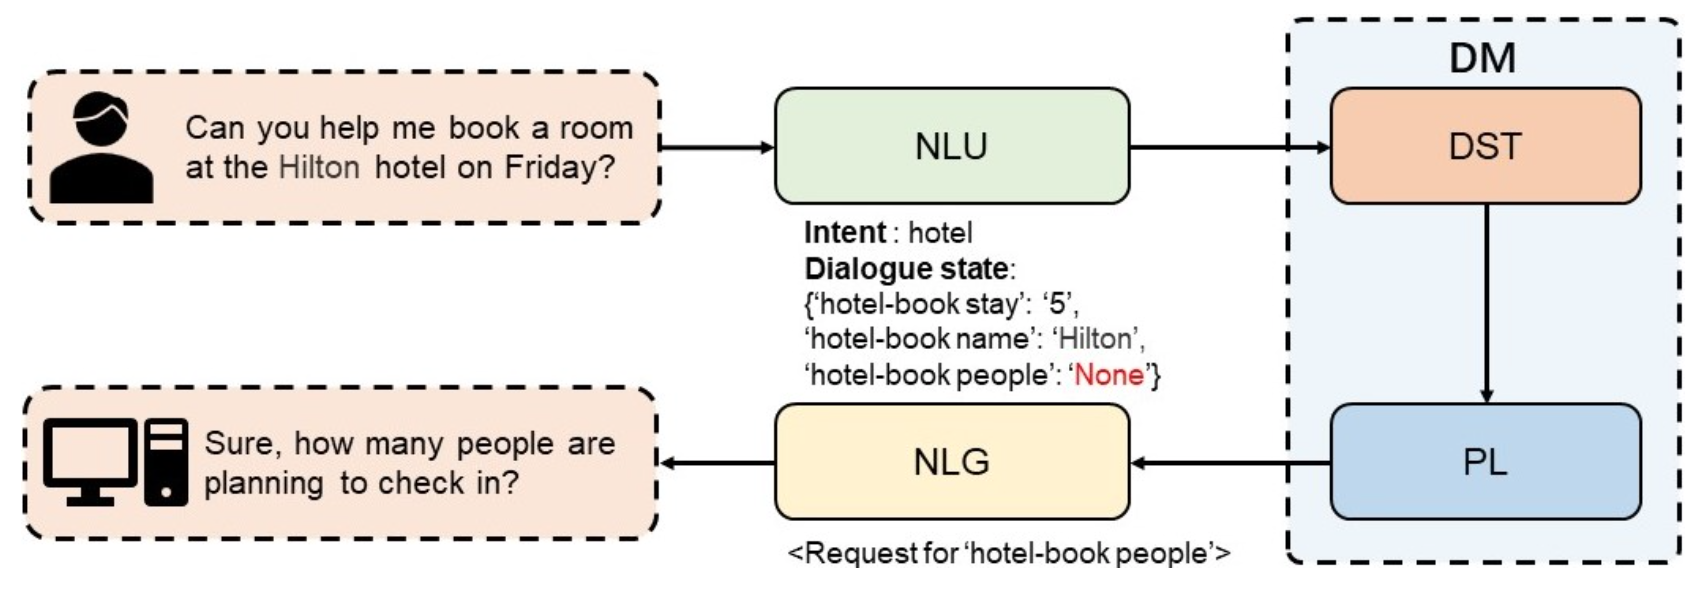 Can you help me book a room
at the Hilton hotel on Friday?
NLU
DM
DST
Intent : hotel
Dialogue state:
{‘hotel-book stay’: ‘5’,
‘hotel-book name’: ‘Hilton’,
‘hotel-book people’: ‘None’}
Sure, how many people are
planning to check in?
NLG
PL
<Request for ‘hotel-book people’>